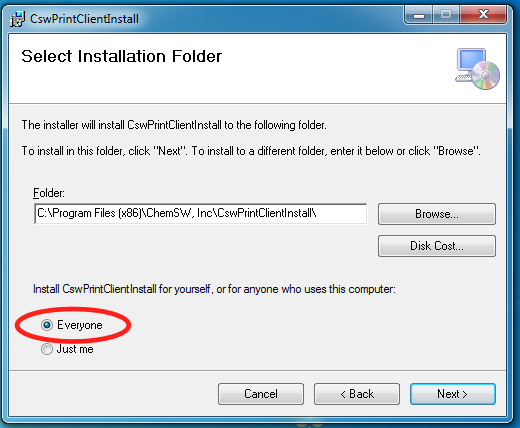 CswPrintClientInstall
Select Installation Folder
The installer will install CswPrintClientInstall to the following folder.
To install in this folder, click "Next". To install to a different folder, enter it below or click "Browse".
Folder:
C:\Program Files (x86)\ChemSW, Inc\CswPrintClientInstall\
Browse...
Disk Cost...
Install CswPrintClientInstall for yourself, or for anyone who uses this computer:
Everyone
Just me
Cancel
< Back
Next >